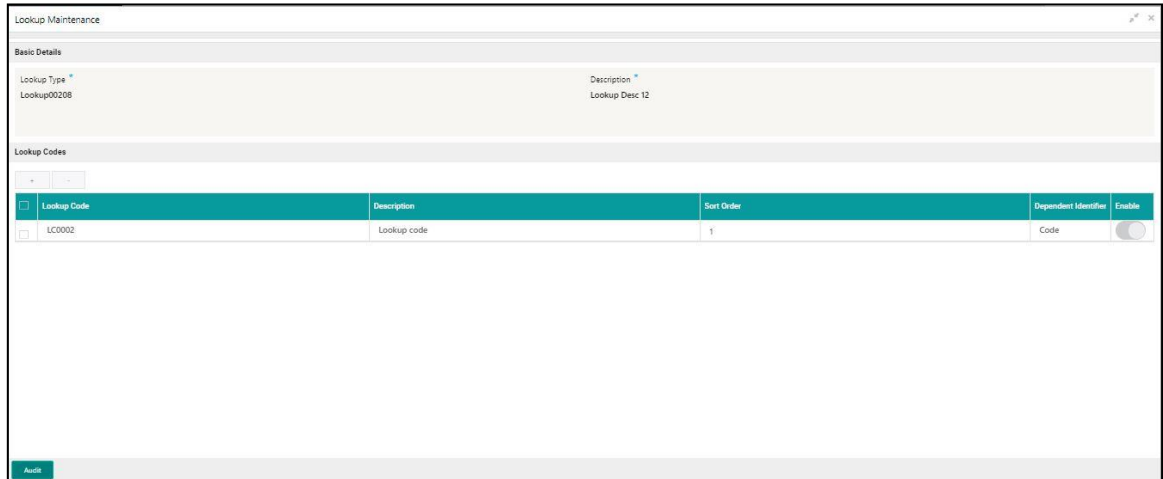 Lookup Maintenance
Basic Details
Lookup Type * Description *
Lookup00208 Lookup Desc 12
Lookup Codes
+ -
Lookup Code Description Sort Order Dependent Identifier Enable
LC0002 Lookup code 1 Code
Audit